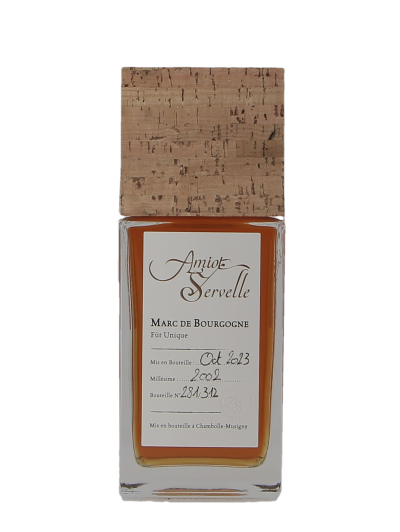 Amiot
Servelle
MARC DE BOURGOGNE
Fût Unique
Mis en Bouteille : Oct 2023
Millésime : 2002
Bouteille N° 281/312
Mis en bouteille à Chambolle-Musigny